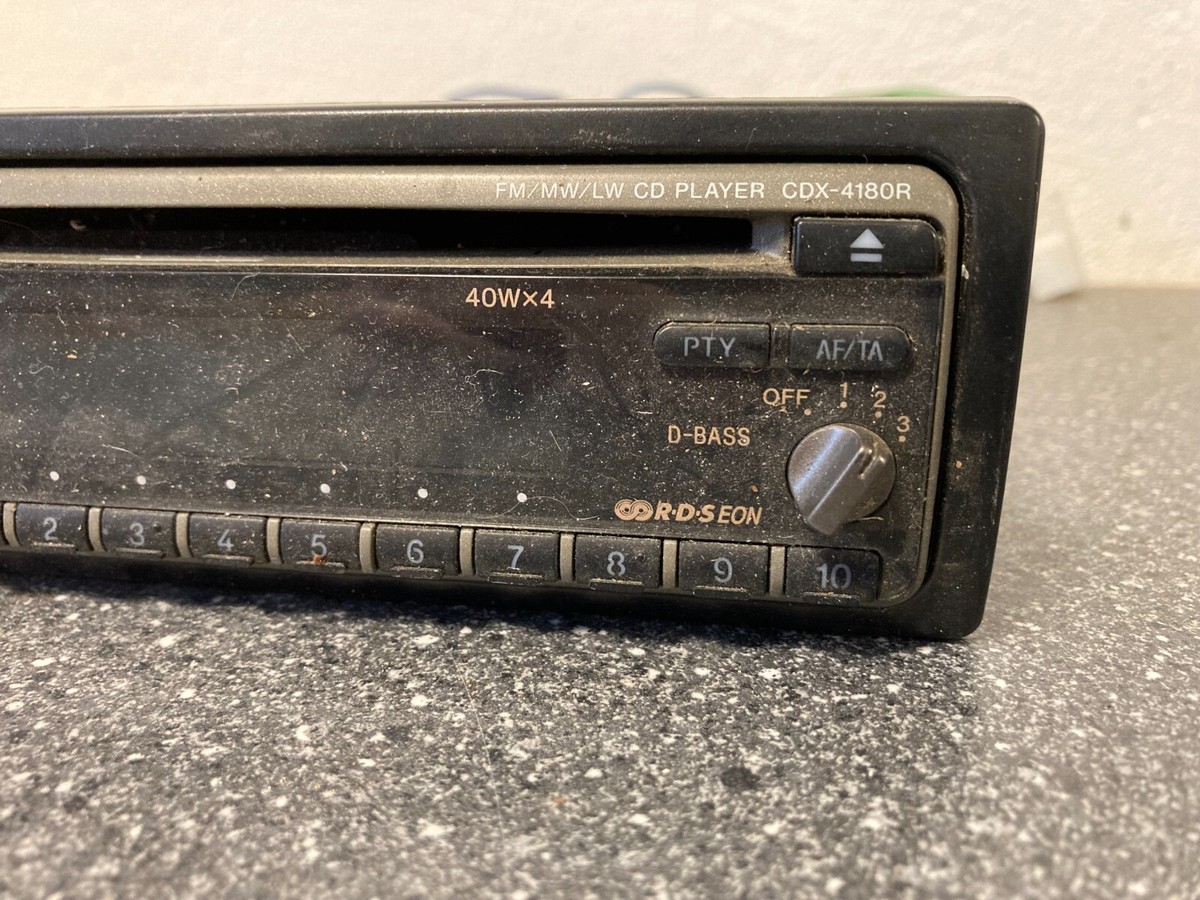 FM/MW/LW CD PLAYER CDX-4180R
40W×4
PTY AF/TA
OFF 1 2 3
D-BASS
R·D·S EON
2 3 4 5 6 7 8 9 10